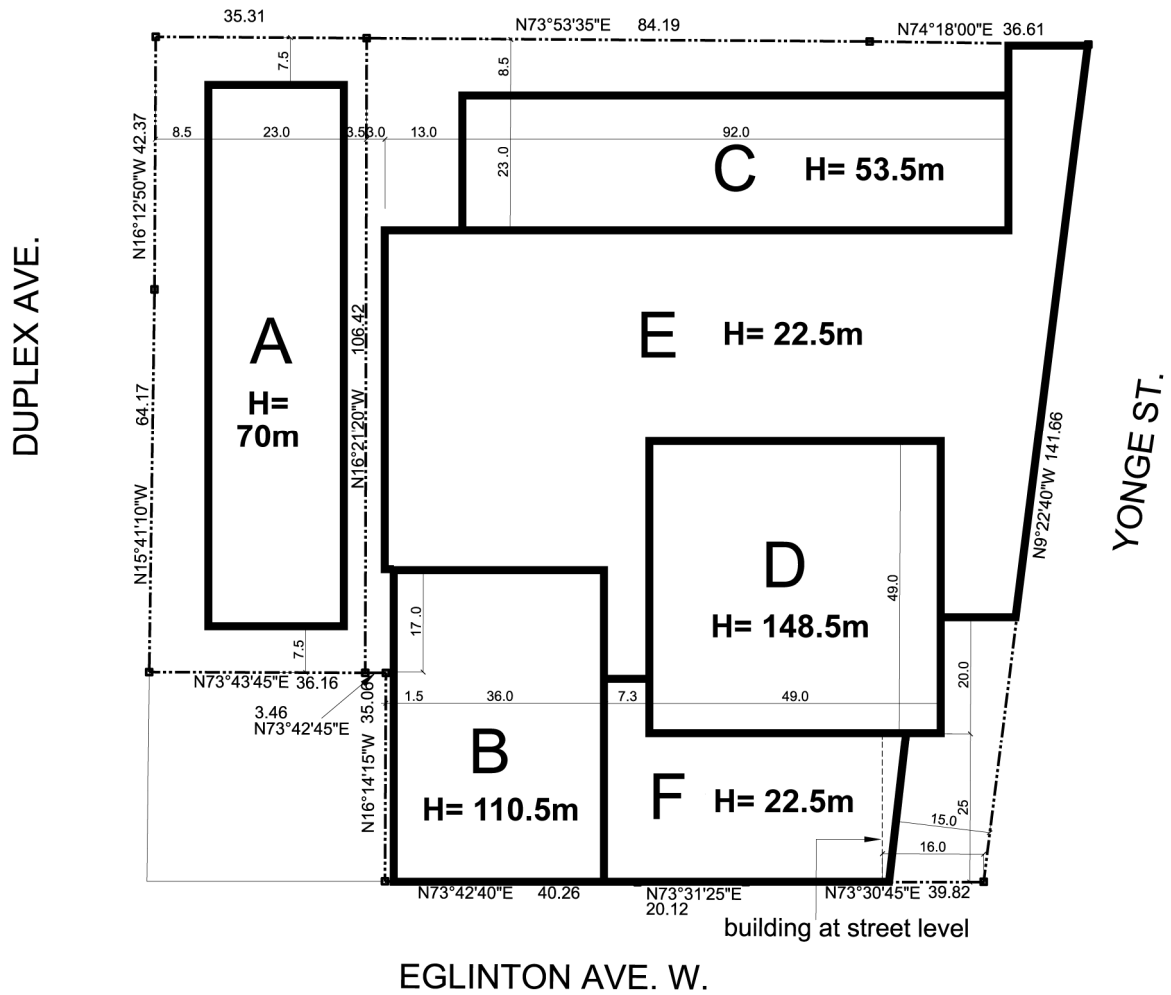 35.31
N73°53'35"E 84.19
N74°18'00"E 36.61
7.5
8.5
N16°12'50"W 42.37
8.5 23.0 3.5 3.0 13.0 92.0
23 .0
C H= 53.5m
DUPLEX AVE.
A
H=
70m
106.42
N16°21'20"W
E H= 22.5m
64.17
N15°41'10"W
N9°22'40"W 141.66
YONGE ST.
D
H= 148.5m
49.0
17 .0
7.5
20.0
N73°43'45"E 36.16
3.46
N73°42'45"E
N16°14'15"W 35.06
1.5 36.0 7.3 49.0
B
H= 110.5m
F H= 22.5m
25
15.0
16.0
N73°42'40"E 40.26
N73°31'25"E
20.12
N73°30'45"E 39.82
building at street level
EGLINTON AVE. W.